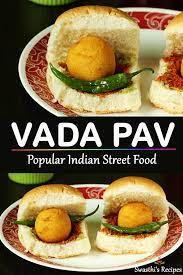 VADA PAV
Popular Indian Street Food
Swasthi's Recipes